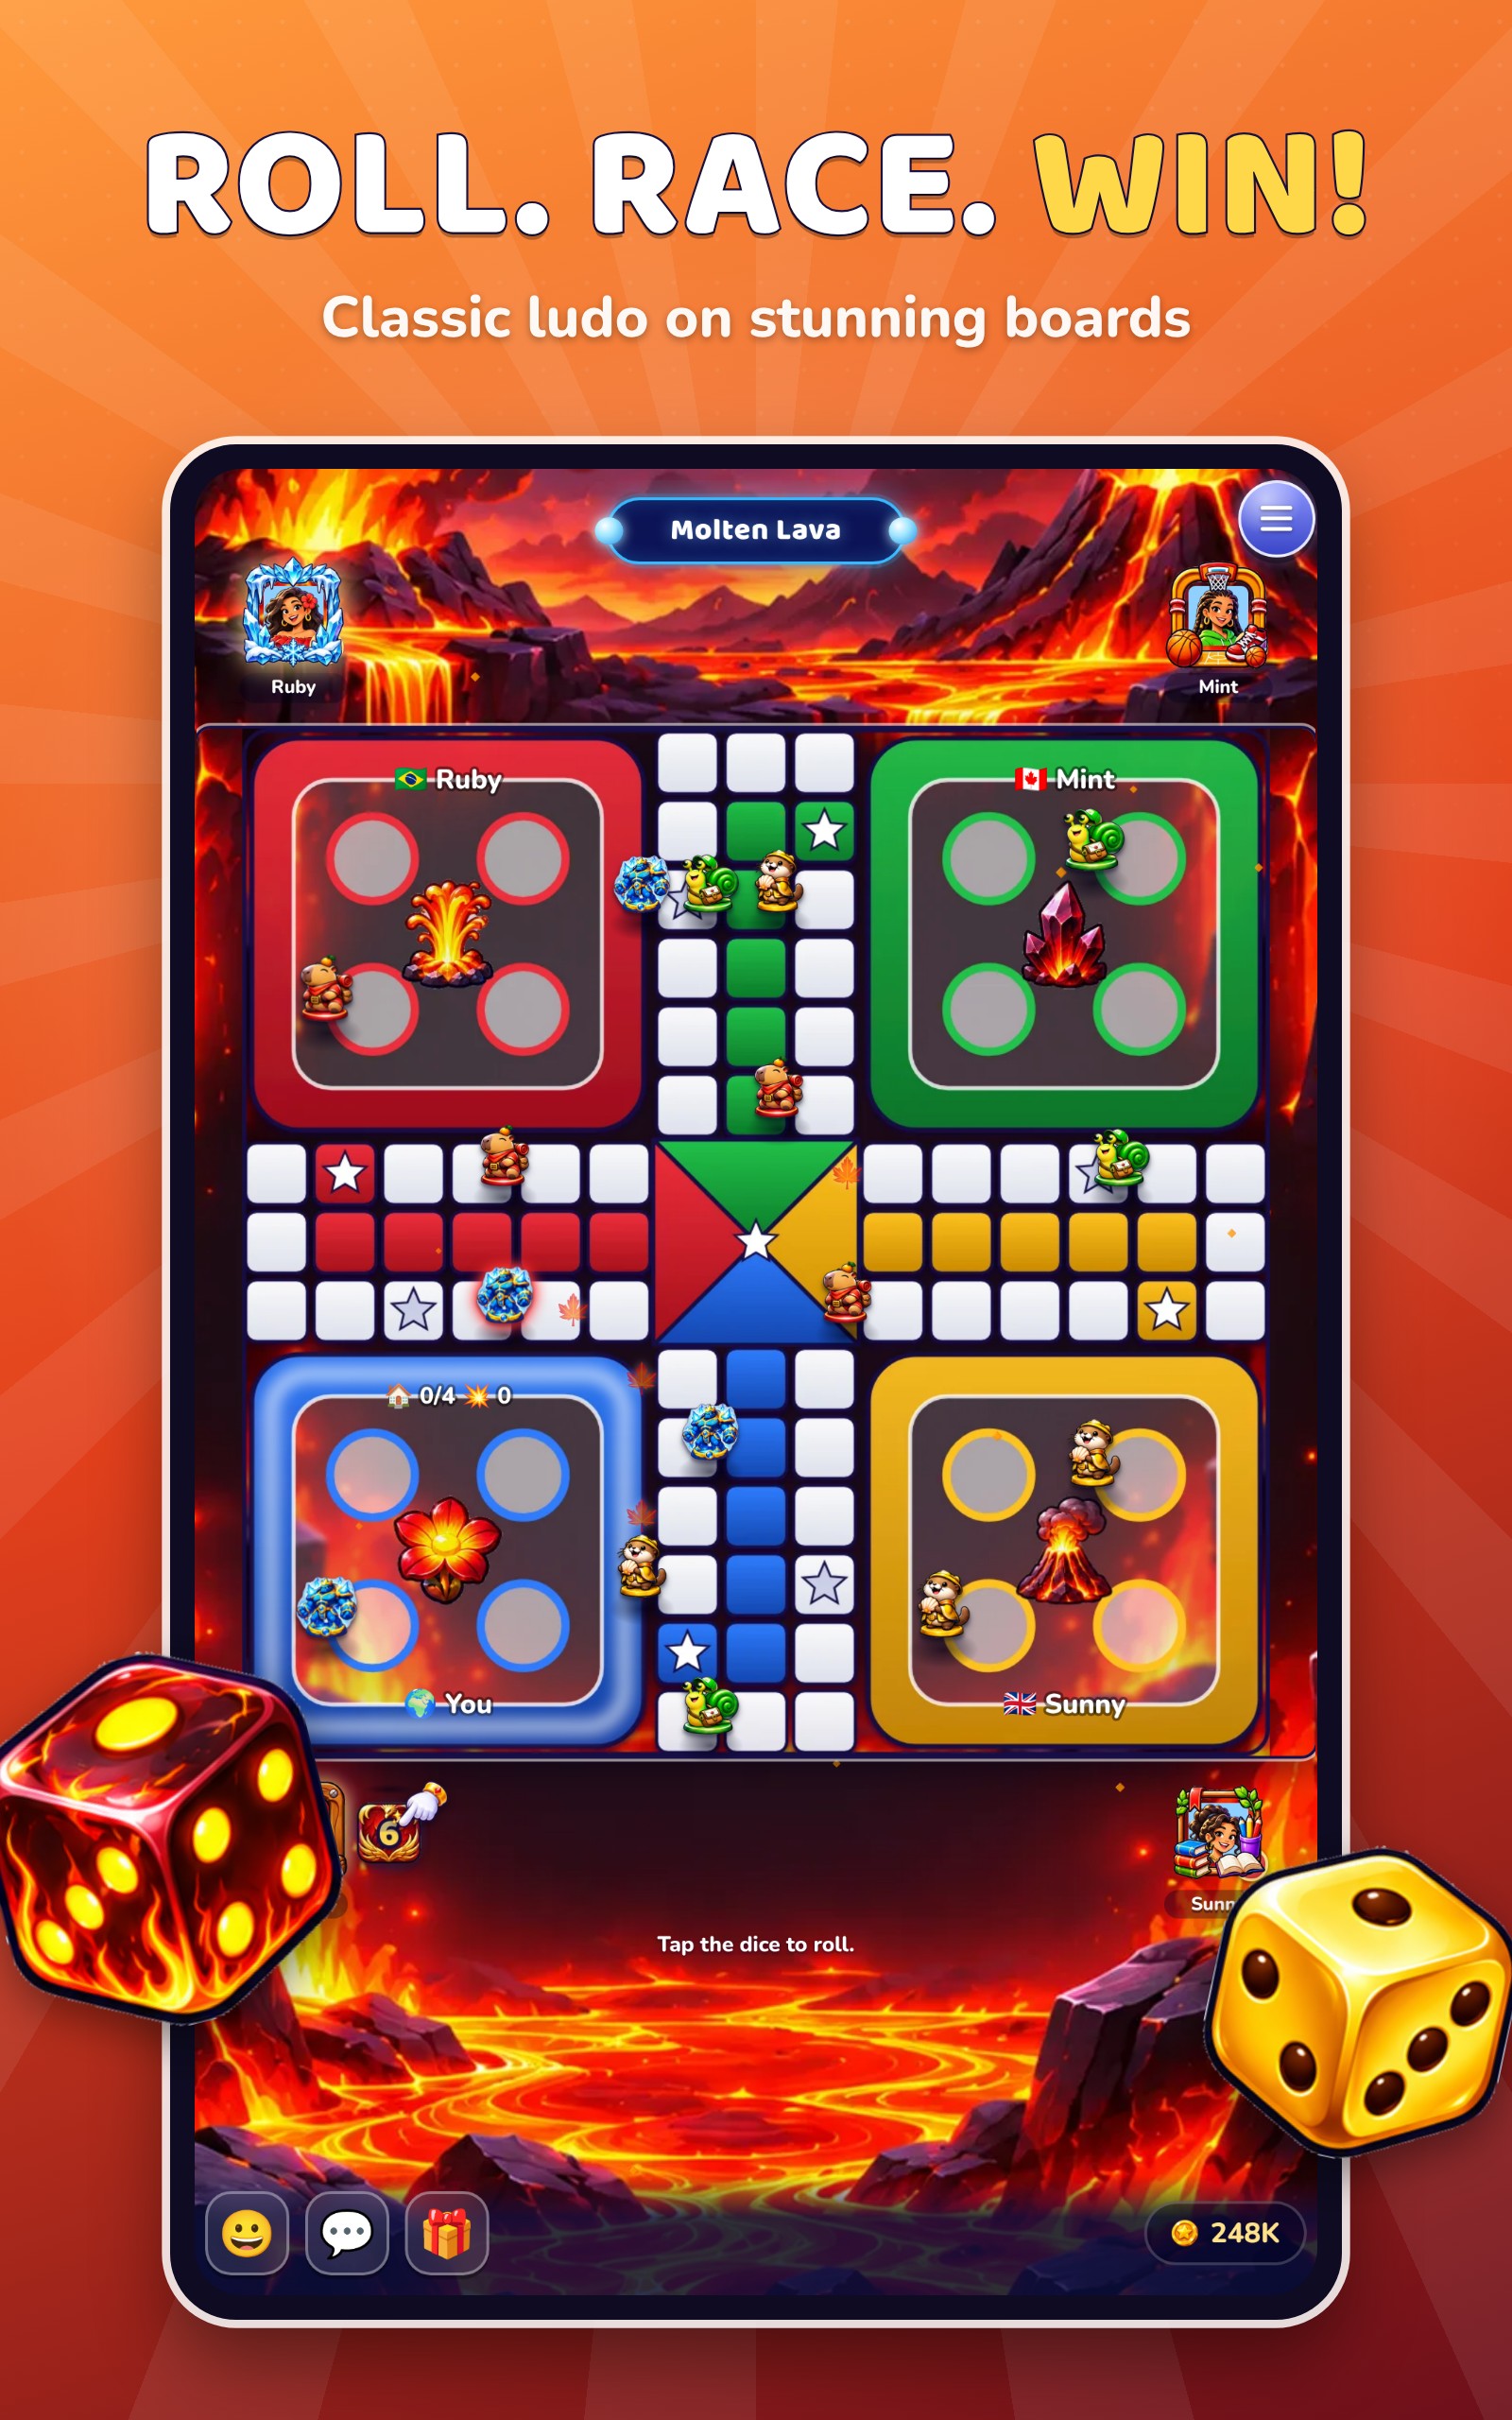 ROLL. RACE. WIN!
Classic ludo on stunning boards
Molten Lava
Ruby
Mint
Ruby
Mint
0/4 💥 0
You
Sunny
6
Tap the dice to roll.
248K